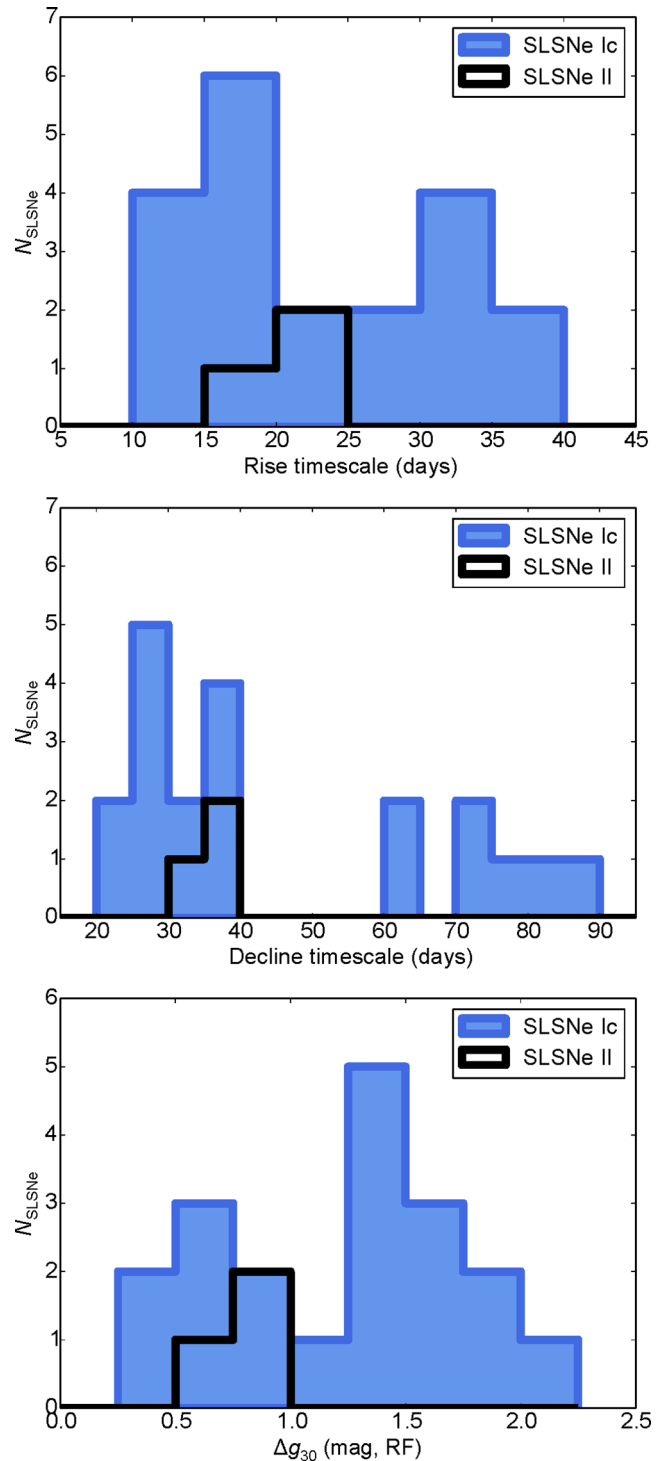 7
6
5
4
3
2
1
0
N_SLSNe
SLSNe Ic
SLSNe II
5 10 15 20 25 30 35 40 45
Rise timescale (days)
7
6
5
4
3
2
1
0
N_SLSNe
SLSNe Ic
SLSNe II
20 30 40 50 60 70 80 90
Decline timescale (days)
6
5
4
3
2
1
0
N_SLSNe
SLSNe Ic
SLSNe II
0.0 0.5 1.0 1.5 2.0 2.5
Δg₃₀ (mag, RF)